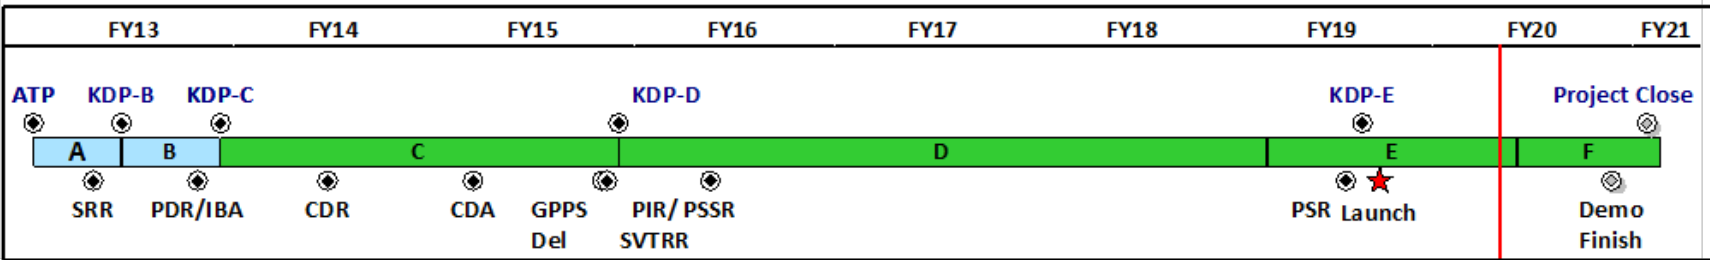 FY13 FY14 FY15 FY16 FY17 FY18 FY19 FY20 FY21
ATP KDP-B KDP-C KDP-D KDP-E Project Close
A B C D E F
SRR PDR/IBA CDR CDA GPPS PIR/ PSSR PSR Launch Demo
Del SVTRR Finish